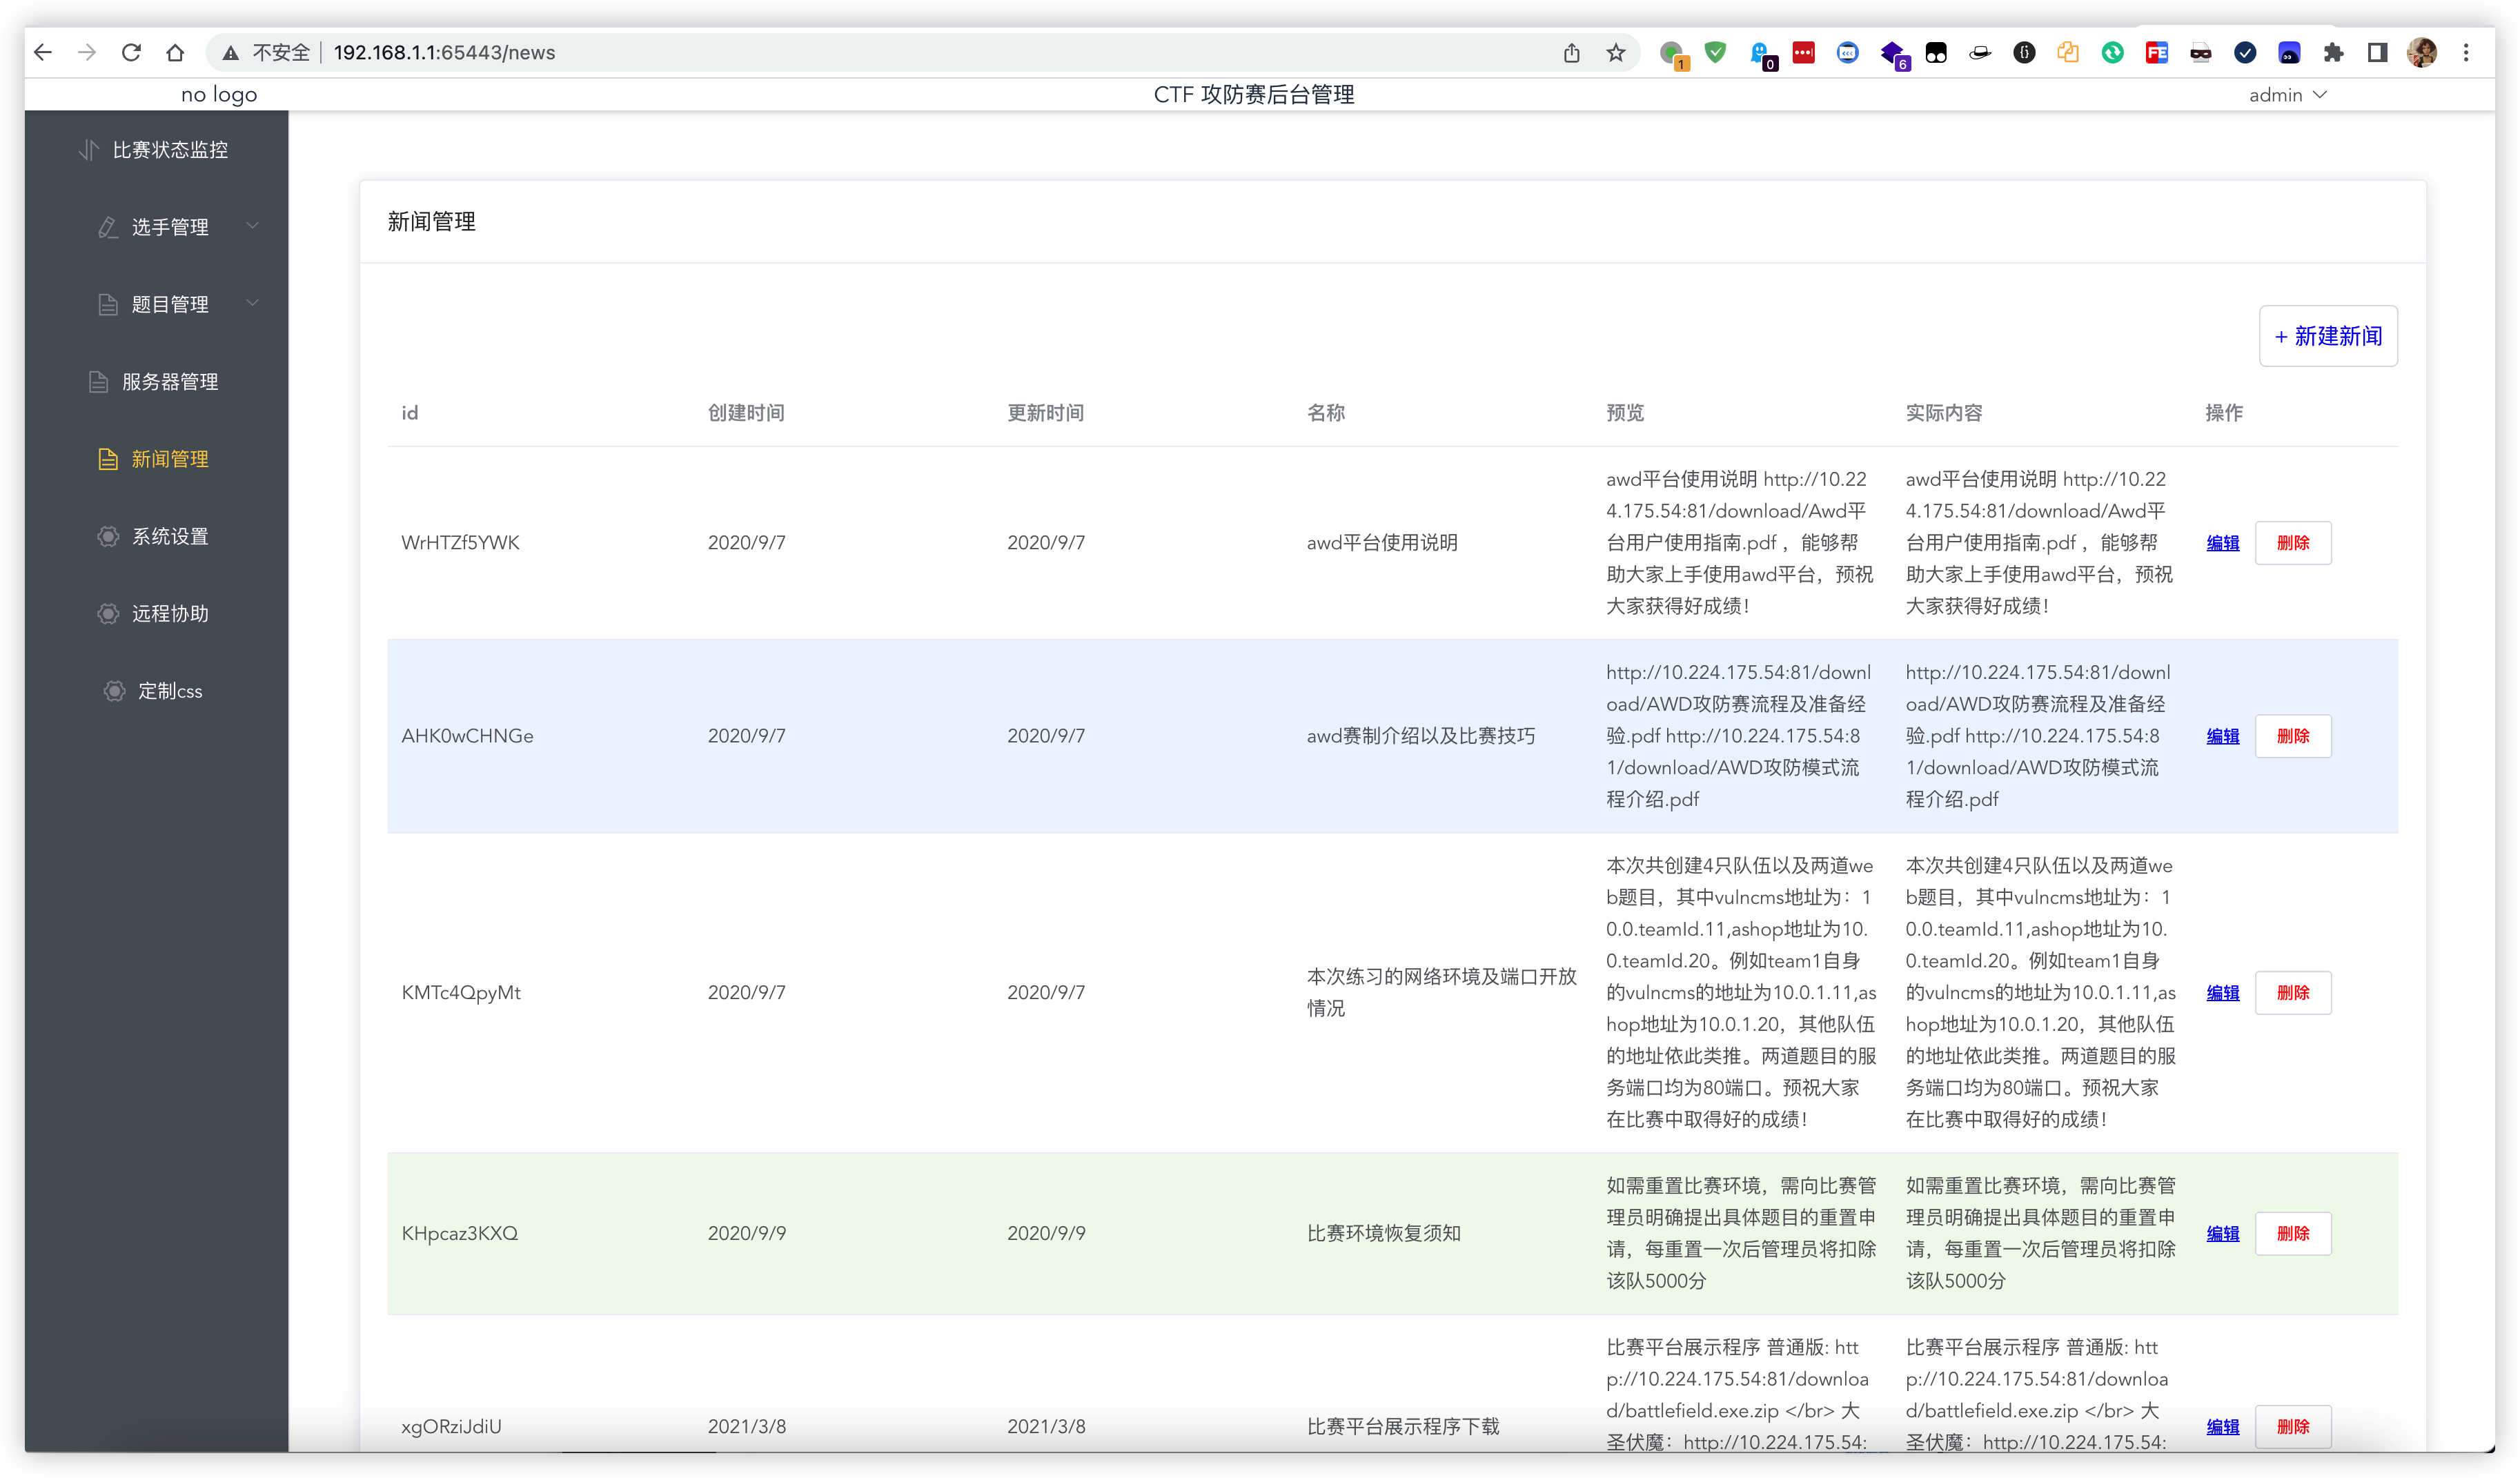 不安全 192.168.1.1:65443/news
1 0 6
no logo CTF 攻防赛后台管理 admin
比赛状态监控
选手管理
题目管理
服务器管理
新闻管理
系统设置
远程协助
定制css
新闻管理
+ 新建新闻
id 创建时间 更新时间 名称 预览 实际内容 操作
WrHTZf5YWK 2020/9/7 2020/9/7 awd平台使用说明
awd平台使用说明 http://10.22
4.175.54:81/download/Awd平
台用户使用指南.pdf ，能够帮
助大家上手使用awd平台，预祝
大家获得好成绩！
awd平台使用说明 http://10.22
4.175.54:81/download/Awd平
台用户使用指南.pdf ，能够帮
助大家上手使用awd平台，预祝
大家获得好成绩！
编辑 删除
AHK0wCHNGe 2020/9/7 2020/9/7 awd赛制介绍以及比赛技巧
http://10.224.175.54:81/downl
oad/AWD攻防赛流程及准备经
验.pdf http://10.224.175.54:8
1/download/AWD攻防模式流
程介绍.pdf
http://10.224.175.54:81/downl
oad/AWD攻防赛流程及准备经
验.pdf http://10.224.175.54:8
1/download/AWD攻防模式流
程介绍.pdf
编辑 删除
KMTc4QpyMt 2020/9/7 2020/9/7
本次练习的网络环境及端口开放
情况
本次共创建4只队伍以及两道we
b题目，其中vulncms地址为：1
0.0.teamId.11,ashop地址为10.
0.teamId.20。例如team1自身
的vulncms的地址为10.0.1.11,as
hop地址为10.0.1.20，其他队伍
的地址依此类推。两道题目的服
务端口均为80端口。预祝大家
在比赛中取得好的成绩！
本次共创建4只队伍以及两道we
b题目，其中vulncms地址为：1
0.0.teamId.11,ashop地址为10.
0.teamId.20。例如team1自身
的vulncms的地址为10.0.1.11,as
hop地址为10.0.1.20，其他队伍
的地址依此类推。两道题目的服
务端口均为80端口。预祝大家
在比赛中取得好的成绩！
编辑 删除
KHpcaz3KXQ 2020/9/9 2020/9/9 比赛环境恢复须知
如需重置比赛环境，需向比赛管
理员明确提出具体题目的重置申
请，每重置一次后管理员将扣除
该队5000分
如需重置比赛环境，需向比赛管
理员明确提出具体题目的重置申
请，每重置一次后管理员将扣除
该队5000分
编辑 删除
xgORziJdiU 2021/3/8 2021/3/8 比赛平台展示程序下载
比赛平台展示程序 普通版: htt
p://10.224.175.54:81/downloa
d/battlefield.exe.zip </br> 大
圣伏魔：http://10.224.175.54:
比赛平台展示程序 普通版: htt
p://10.224.175.54:81/downloa
d/battlefield.exe.zip </br> 大
圣伏魔：http://10.224.175.54:
编辑 删除